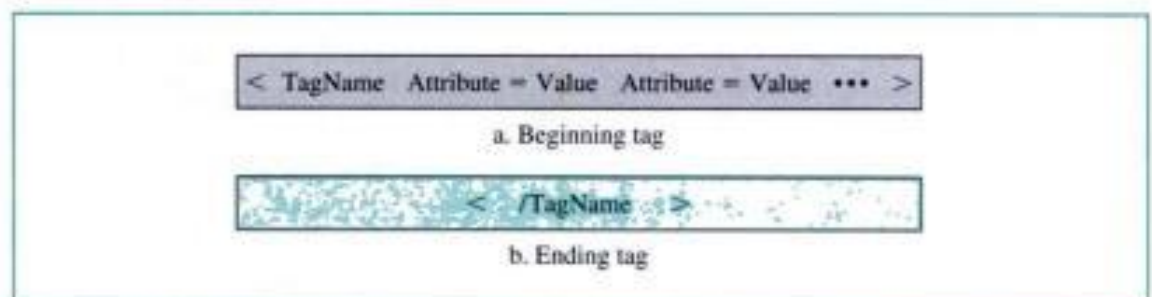 < TagName Attribute = Value Attribute = Value ••• >
a. Beginning tag
< /TagName >
b. Ending tag